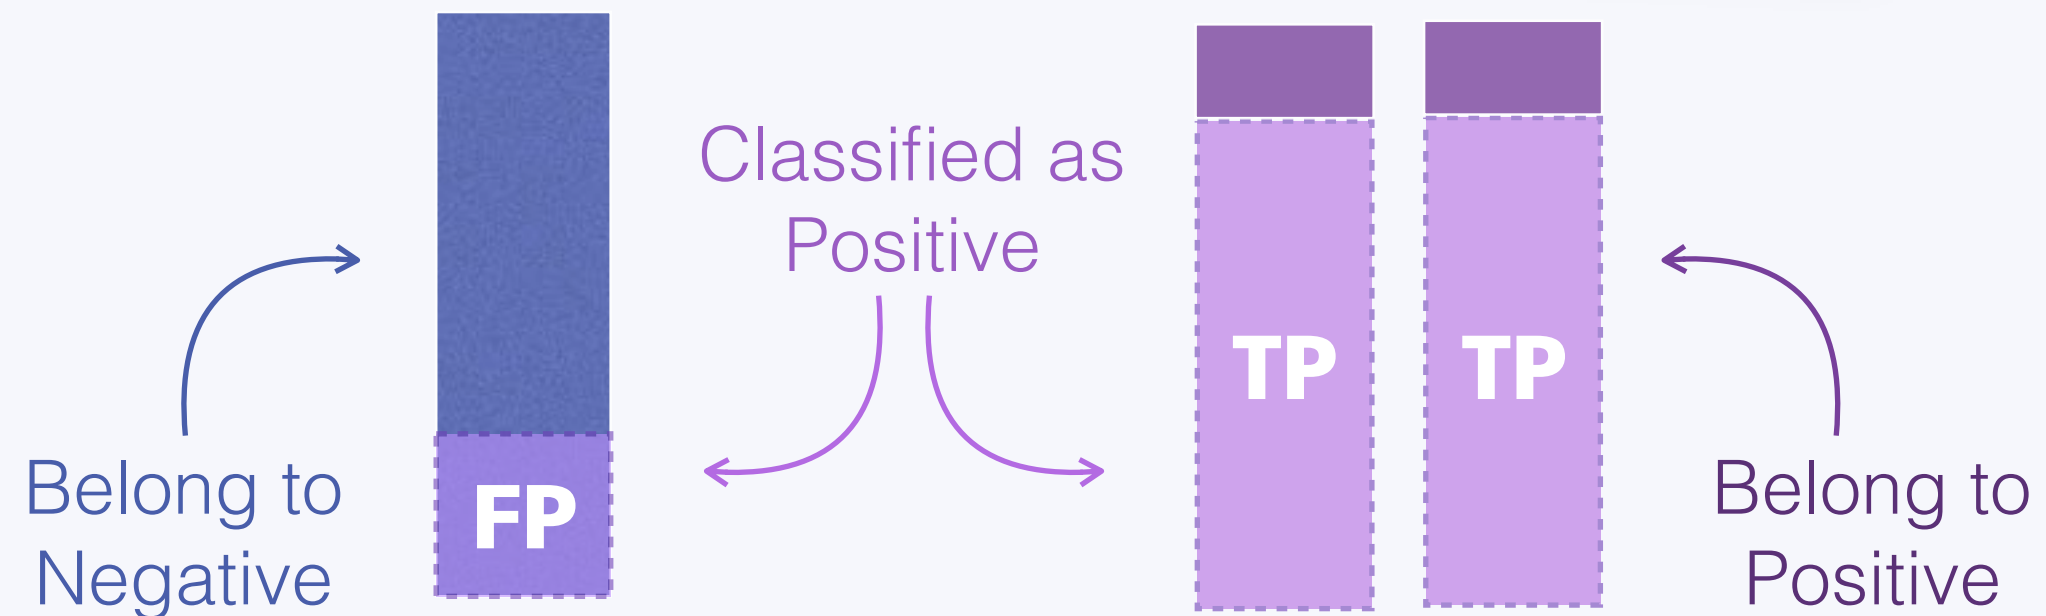 Classified as
Positive
TP
TP
Belong to
Negative
FP
Belong to
Positive